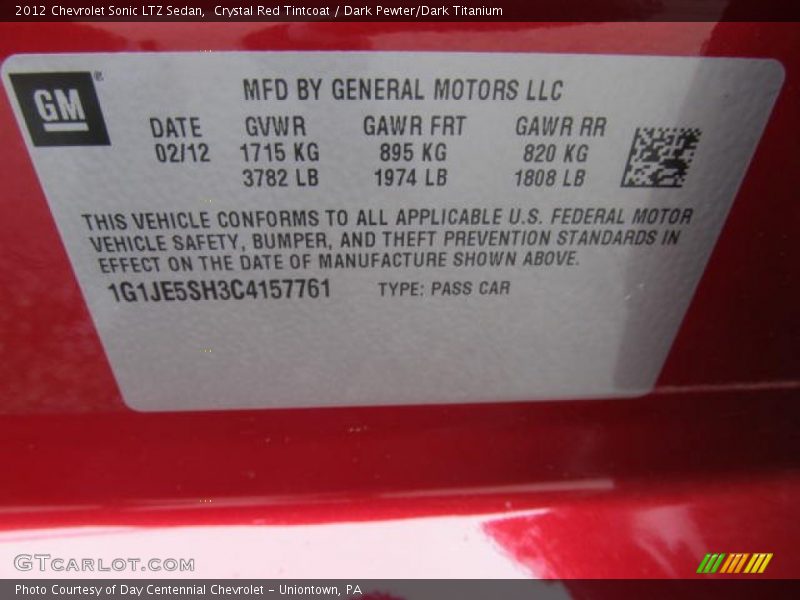 2012 Chevrolet Sonic LTZ Sedan,  Crystal Red Tintcoat / Dark Pewter/Dark Titanium
GM
®
MFD BY GENERAL MOTORS LLC
DATE GVWR GAWR FRT GAWR RR
02/12 1715 KG 895 KG 820 KG
3782 LB 1974 LB 1808 LB
THIS VEHICLE CONFORMS TO ALL APPLICABLE U.S. FEDERAL MOTOR
VEHICLE SAFETY, BUMPER, AND THEFT PREVENTION STANDARDS IN
EFFECT ON THE DATE OF MANUFACTURE SHOWN ABOVE.
1G1JE5SH3C4157761 TYPE: PASS CAR
GTCARLOT.COM
Photo Courtesy of Day Centennial Chevrolet - Uniontown, PA